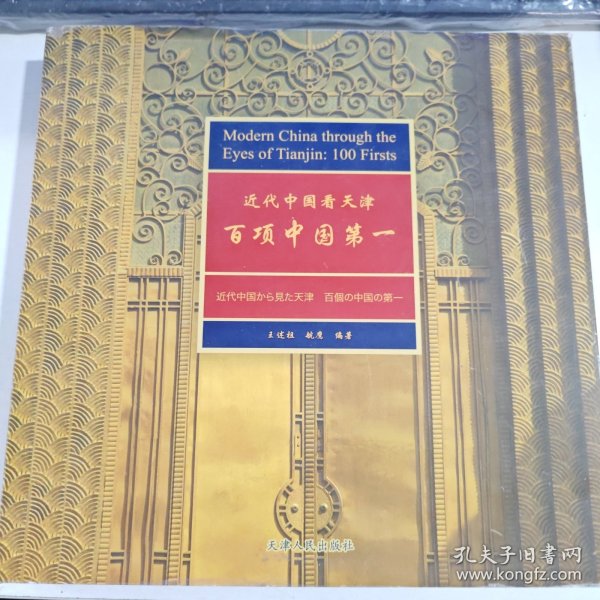 Modern China through the
Eyes of Tianjin: 100 Firsts
近代中国看天津
百项中国第一
近代中国から見た天津　百個の中国の第一
王述祖　航鹰　编著
天津人民出版社
孔夫子旧书网
www.kongfz.com